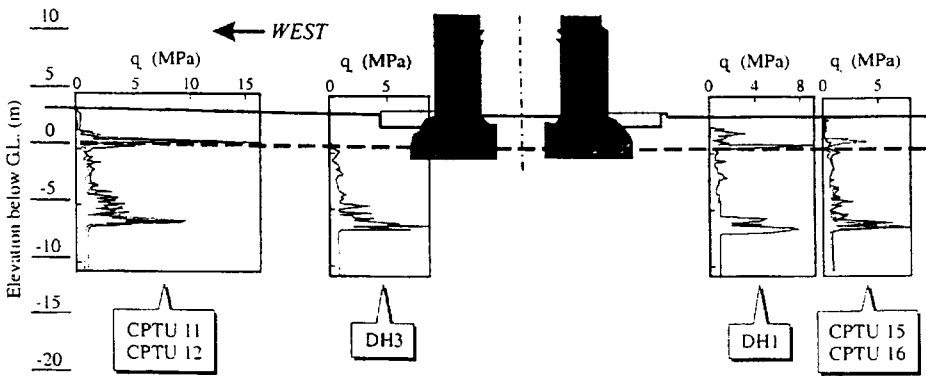 10
WEST
q (MPa)
q (MPa)
q (MPa)
q (MPa)
5
0 5 10 15
0 5
0 4 8
0 5
0
-5
-10
-15
-20
Elevation below G.L. (m)
CPTU 11
CPTU 12
DH3
DH1
CPTU 15
CPTU 16